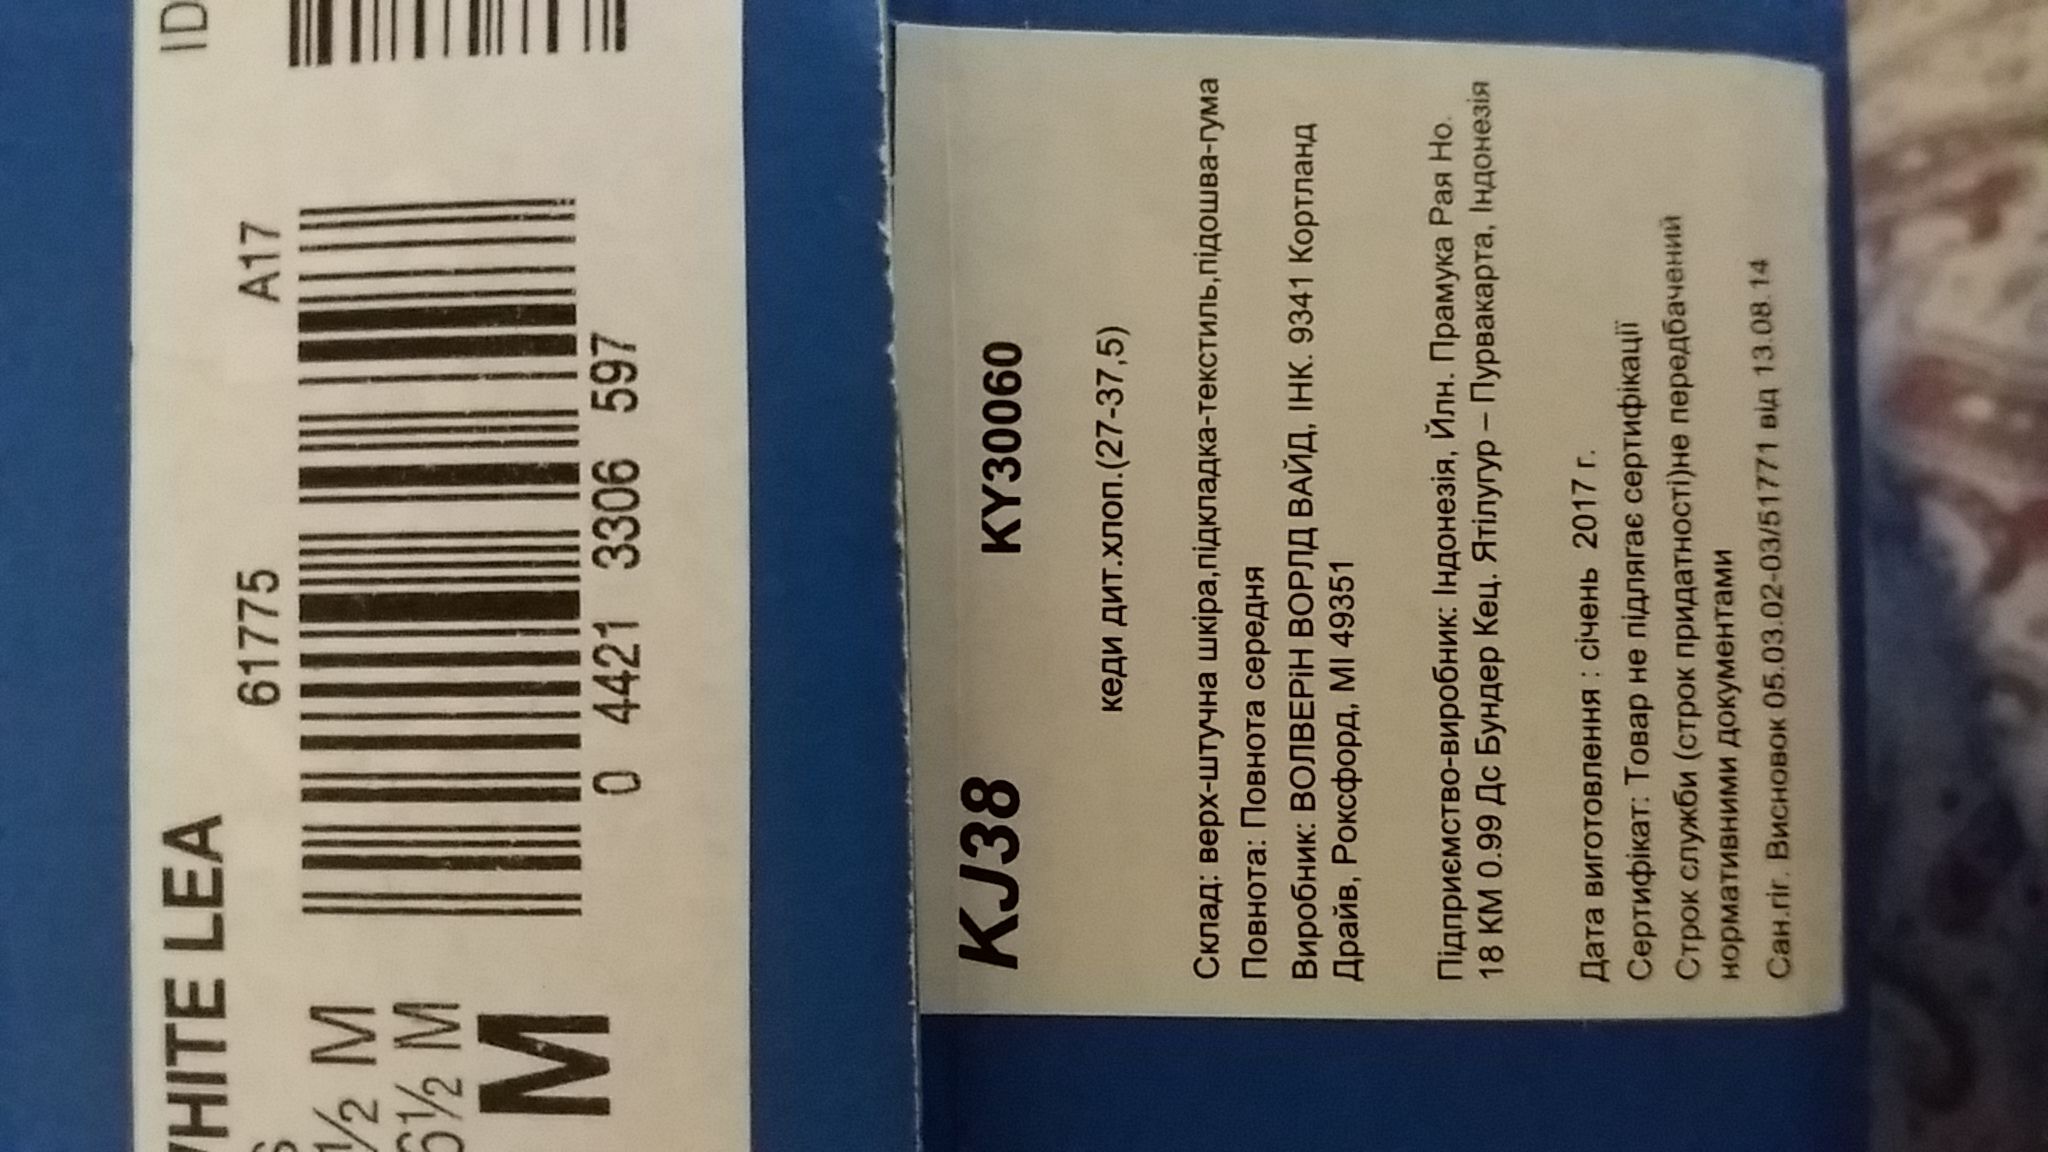 WHITE LEA
ID
61775 A17
½ M
6½ M
M
0 4421 3306 597
KJ38 KY30060
кеди дит.хлоп.(27-37,5)
Склад: верх-штучна шкіра,підкладка-текстиль,підошва-гума
Повнота: Повнота середня
Виробник: ВОЛВЕРіН ВОРЛД ВАЙД, ІНК. 9341 Кортланд
Драйв, Роксфорд, МІ 49351
Підприємство-виробник: Індонезія, Йлн. Прамука Рая Но.
18 КМ 0.99 Дс Бундер Кец. Ятілугур – Пурвакарта, Індонезія
Дата виготовлення : січень 2017 г.
Сертифікат: Товар не підлягає сертифікації
Строк служби (строк придатності)не передбачений
нормативними документами
Сан.гіг. Висновок 05.03.02-03/51771 від 13.08.14